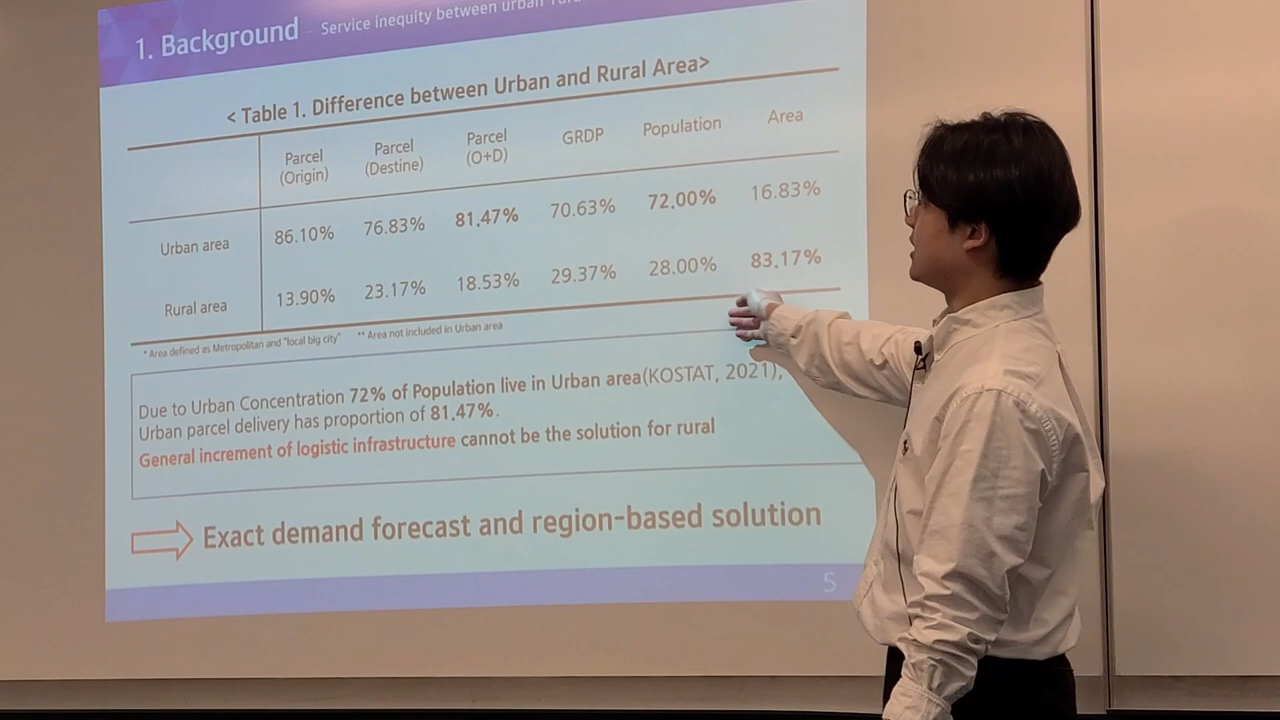 1. Background – Service inequity between urban
< Table 1. Difference between Urban and Rural Area>
Parcel (Origin) Parcel (Destine) Parcel (O+D) GRDP Population Area
Urban area 86.10% 76.83% 81.47% 70.63% 72.00% 16.83%
Rural area 13.90% 23.17% 18.53% 29.37% 28.00% 83.17%
* Area defined as Metropolitan and "local big city" ** Area not included in Urban area
Due to Urban Concentration 72% of Population live in Urban area(KOSTAT, 2021),
Urban parcel delivery has proportion of 81.47%.
General increment of logistic infrastructure cannot be the solution for rural
Exact demand forecast and region-based solution
5